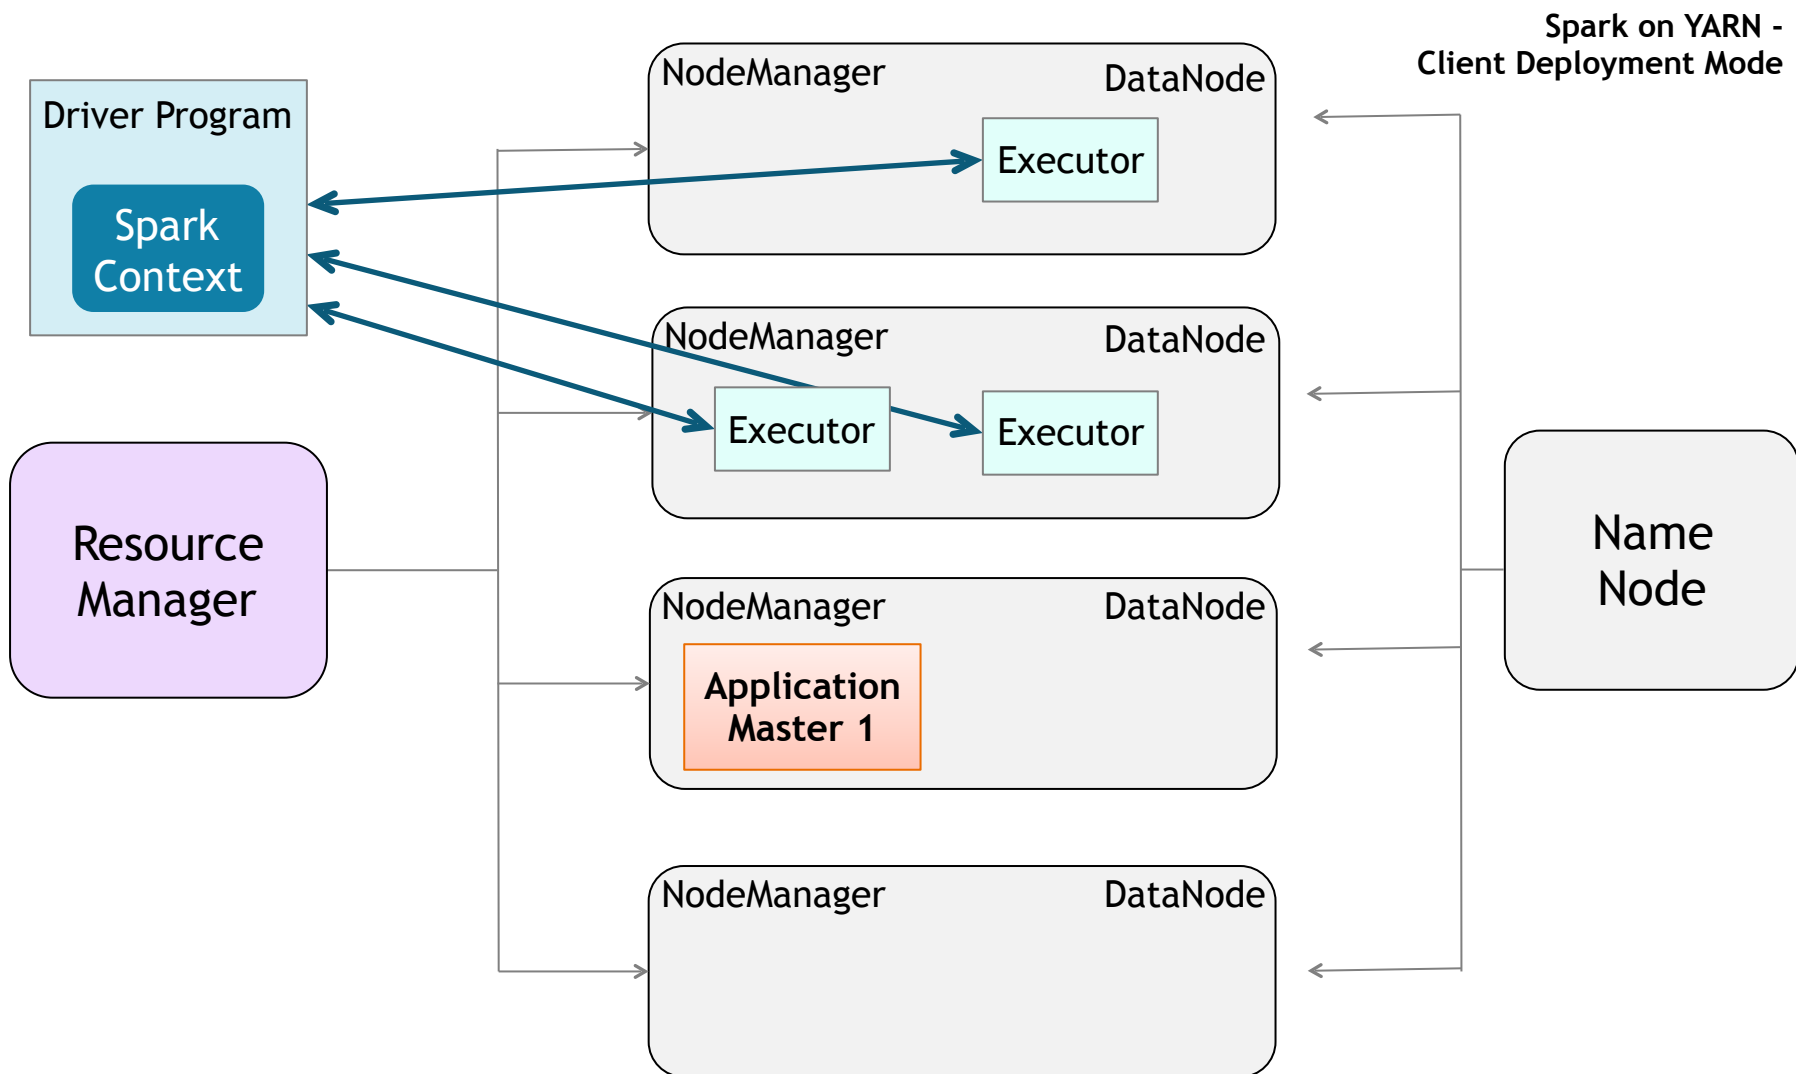 Spark on YARN -
Client Deployment Mode
Driver Program
Spark
Context
Resource
Manager
NodeManager
DataNode
Executor
NodeManager
DataNode
Executor
Executor
NodeManager
DataNode
Application
Master 1
NodeManager
DataNode
Name
Node